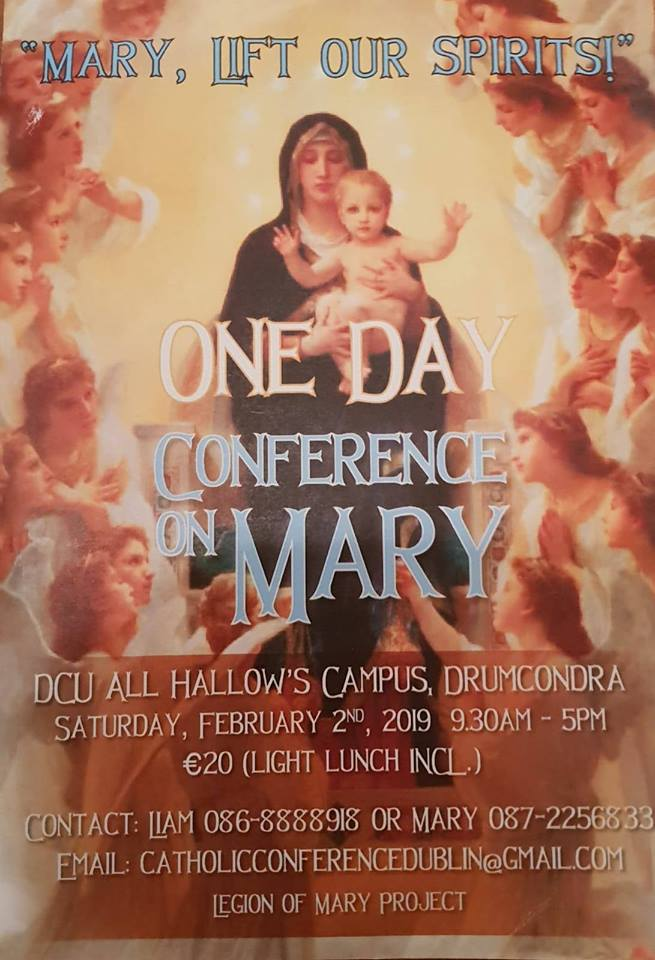 "MARY, LIFT OUR SPIRITS!"
ONE DAY
CONFERENCE
ON MARY
DCU ALL HALLOW'S CAMPUS, DRUMCONDRA
SATURDAY, FEBRUARY 2ND, 2019 9.30AM - 5PM
€20 (LIGHT LUNCH INCL.)
CONTACT: LIAM 086-8888918 OR MARY 087-2256833
EMAIL: CATHOLICCONFERENCEDUBLIN@GMAIL.COM
LEGION OF MARY PROJECT